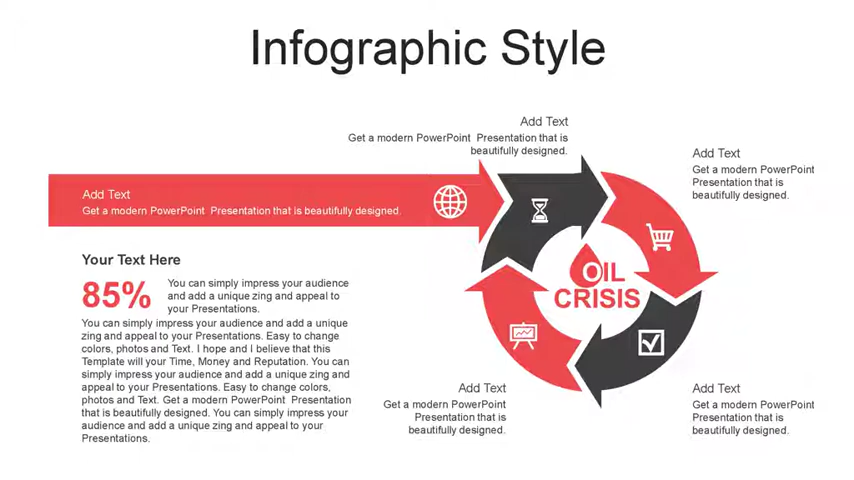 Infographic Style
Add Text
Get a modern PowerPoint Presentation that is
beautifully designed.
Add Text
Get a modern PowerPoint
Presentation that is
beautifully designed.
Add Text
Get a modern PowerPoint Presentation that is beautifully designed.
OIL
CRISIS
Your Text Here
85%
You can simply impress your audience
and add a unique zing and appeal to
your Presentations.
You can simply impress your audience and add a unique
zing and appeal to your Presentations. Easy to change
colors, photos and Text. I hope and I believe that this
Template will your Time, Money and Reputation. You can
simply impress your audience and add a unique zing and
appeal to your Presentations. Easy to change colors,
photos and Text. Get a modern PowerPoint Presentation
that is beautifully designed. You can simply impress your
audience and add a unique zing and appeal to your
Presentations.
Add Text
Get a modern PowerPoint
Presentation that is
beautifully designed.
Add Text
Get a modern PowerPoint
Presentation that is
beautifully designed.